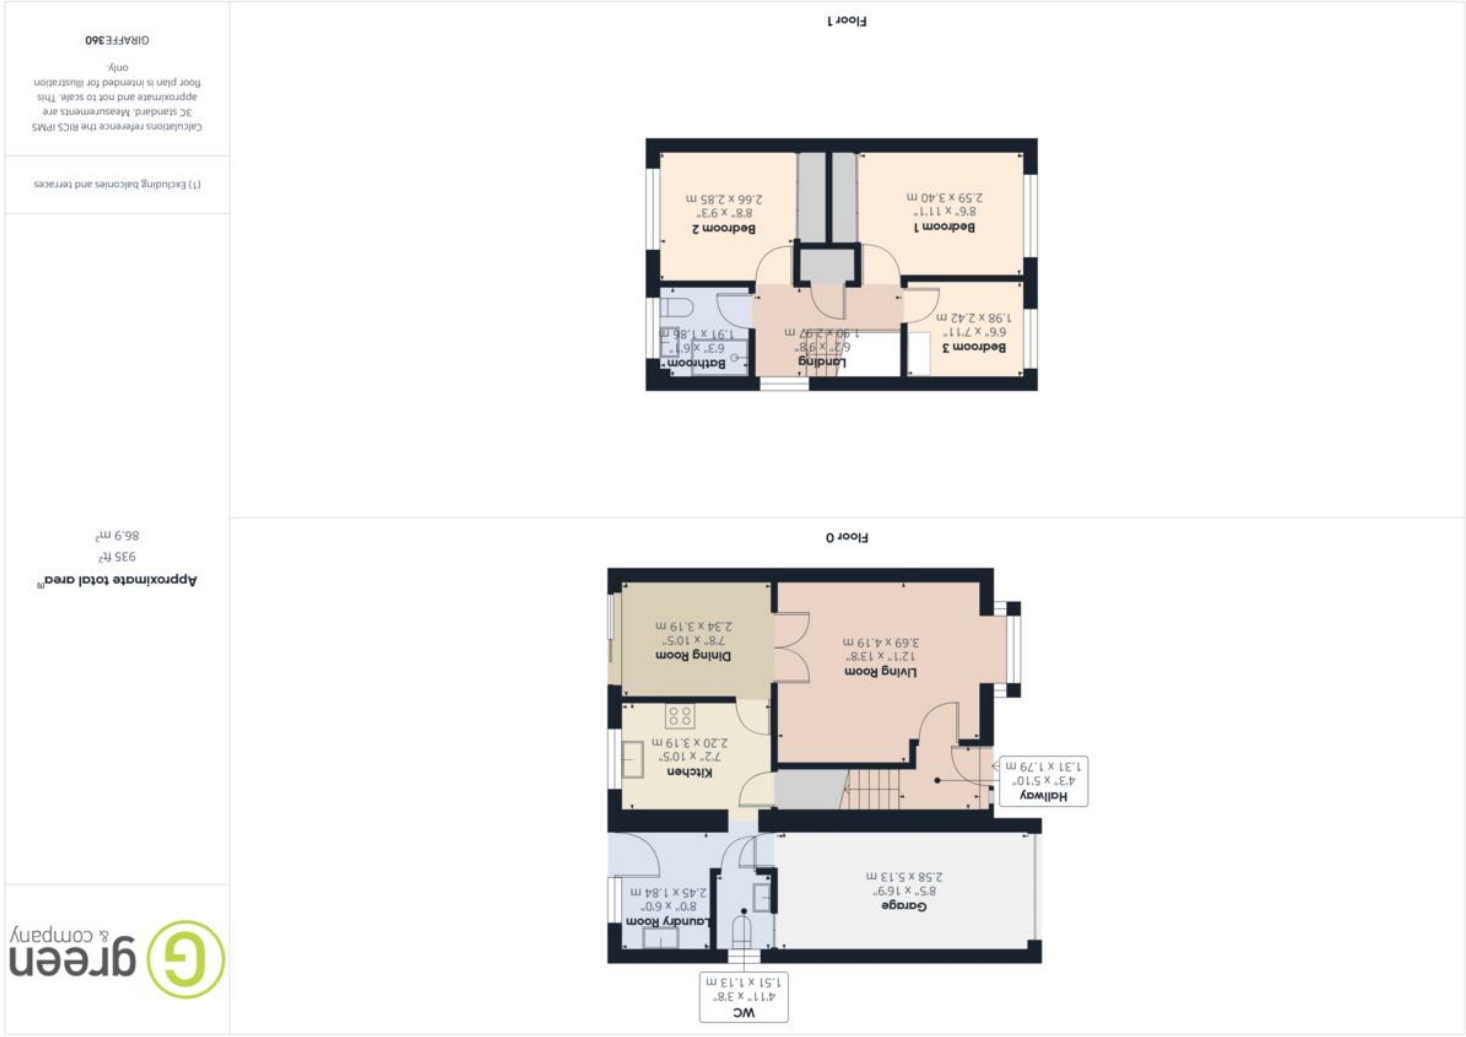 WC
4'11" x 3'8"
1.51 x 1.13 m
Garage
8'5" x 16'9"
2.58 x 5.13 m
Laundry Room
8'0" x 6'0"
2.45 x 1.84 m
Hallway
4'3" x 5'10"
1.31 x 1.79 m
Kitchen
7'2" x 10'5"
2.20 x 3.19 m
Living Room
12'1" x 13'8"
3.69 x 4.19 m
Dining Room
7'8" x 10'5"
2.34 x 3.19 m
Floor 0
Bedroom 3
6'6" x 7'11"
1.98 x 2.42 m
Landing
6'2" x 9'8"
1.90 x 2.97 m
Bathroom
6'3" x 6'1"
1.91 x 1.86 m
Bedroom 1
8'6" x 11'1"
2.59 x 3.40 m
Bedroom 2
8'8" x 9'3"
2.66 x 2.85 m
Floor 1
G green
& company
Approximate total area(1)
935 ft²
86.9 m²
(1) Excluding balconies and terraces
Calculations reference the RICS IPMS
3C standard. Measurements are
approximate and not to scale. This
floor plan is intended for illustration
only.
GIRAFFE360